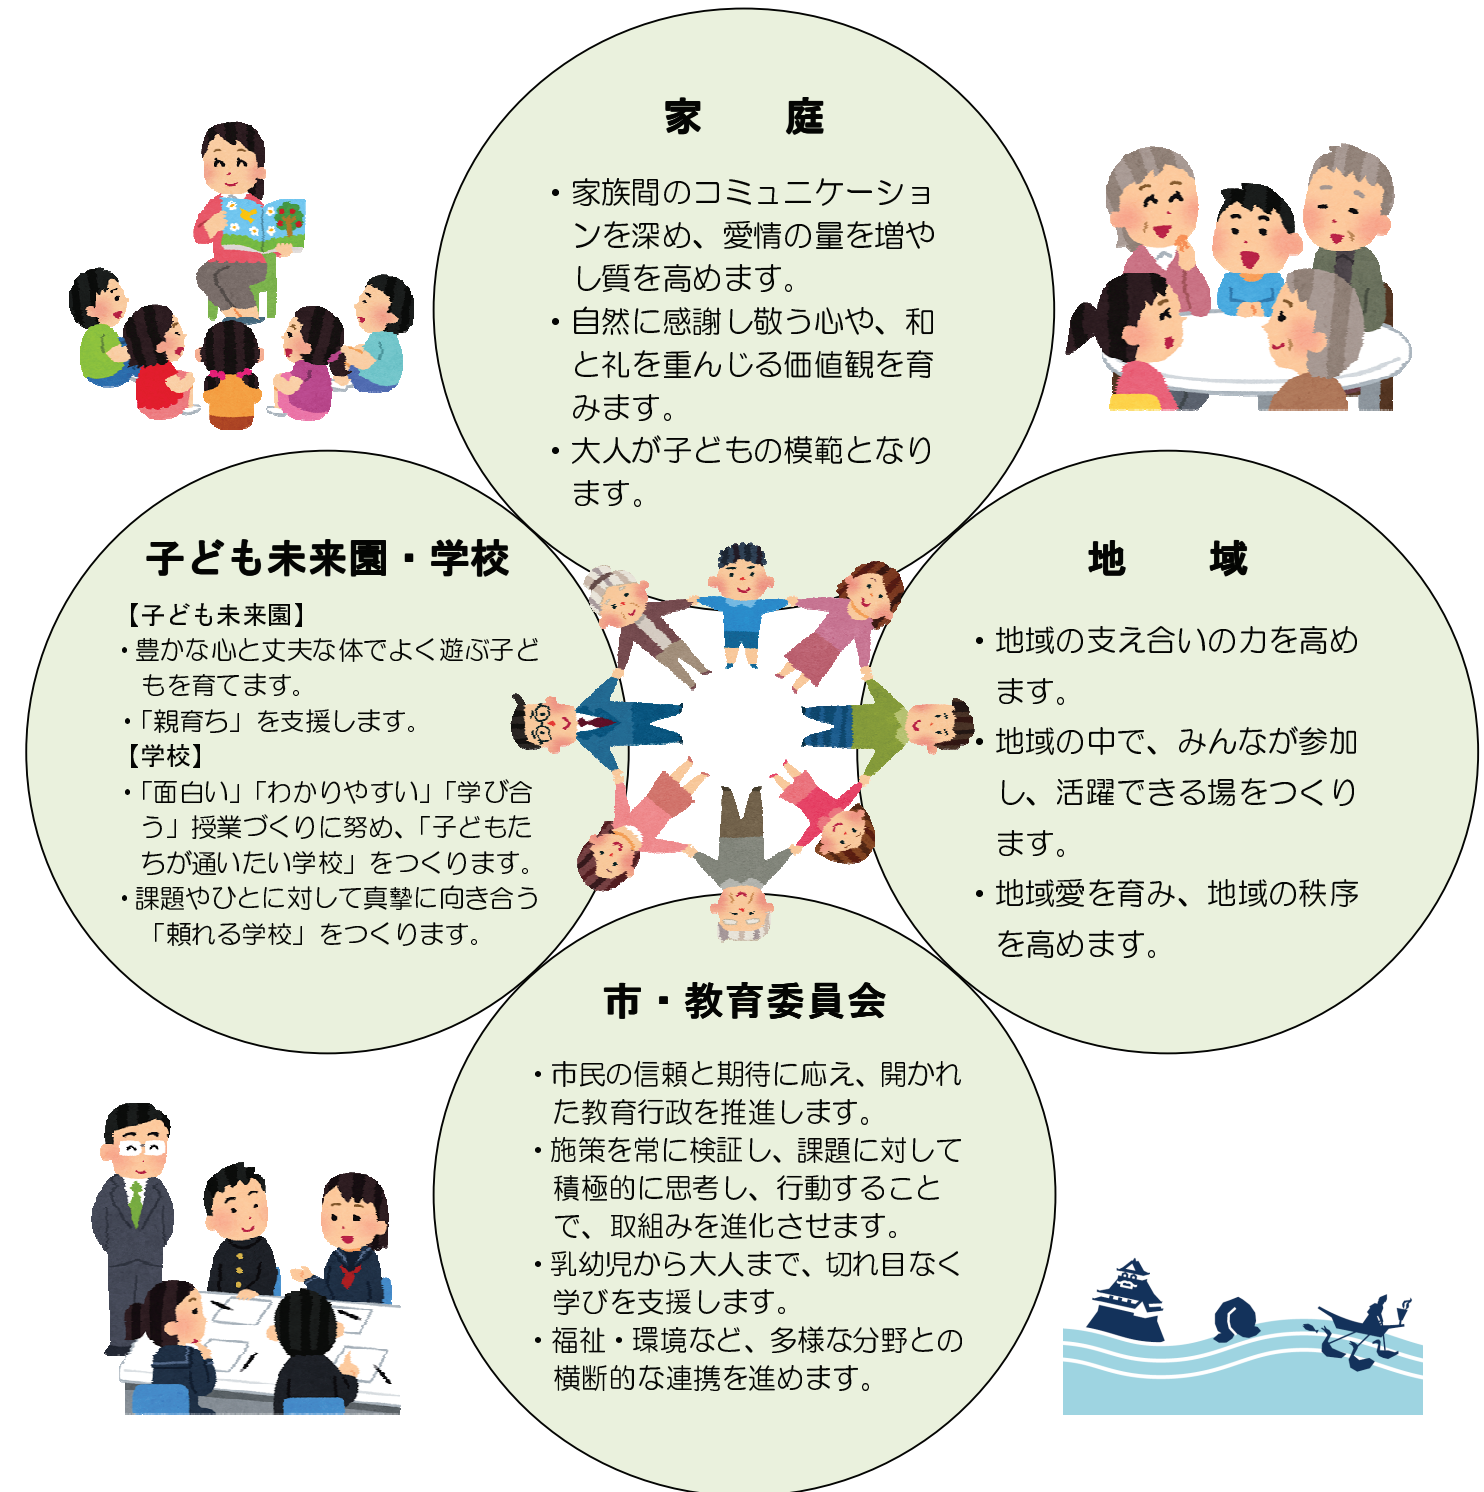 家　庭
・家族間のコミュニケーショ
ンを深め、愛情の量を増や
し質を高めます。
・自然に感謝し敬う心や、和
と礼を重んじる価値観を育
みます。
・大人が子どもの模範となり
ます。
子ども未来園・学校
【子ども未来園】
・豊かな心と丈夫な体でよく遊ぶ子ど
もを育てます。
・「親育ち」を支援します。
【学校】
・「面白い」「わかりやすい」「学び合
う」授業づくりに努め、「子どもた
ちが通いたい学校」をつくります。
・課題やひとに対して真摯に向き合う
「頼れる学校」をつくります。
地　域
・地域の支え合いの力を高め
ます。
・地域の中で、みんなが参加
し、活躍できる場をつくり
ます。
・地域愛を育み、地域の秩序
を高めます。
市・教育委員会
・市民の信頼と期待に応え、開かれ
た教育行政を推進します。
・施策を常に検証し、課題に対して
積極的に思考し、行動すること
で、取組みを進化させます。
・乳幼児から大人まで、切れ目なく
学びを支援します。
・福祉・環境など、多様な分野との
横断的な連携を進めます。